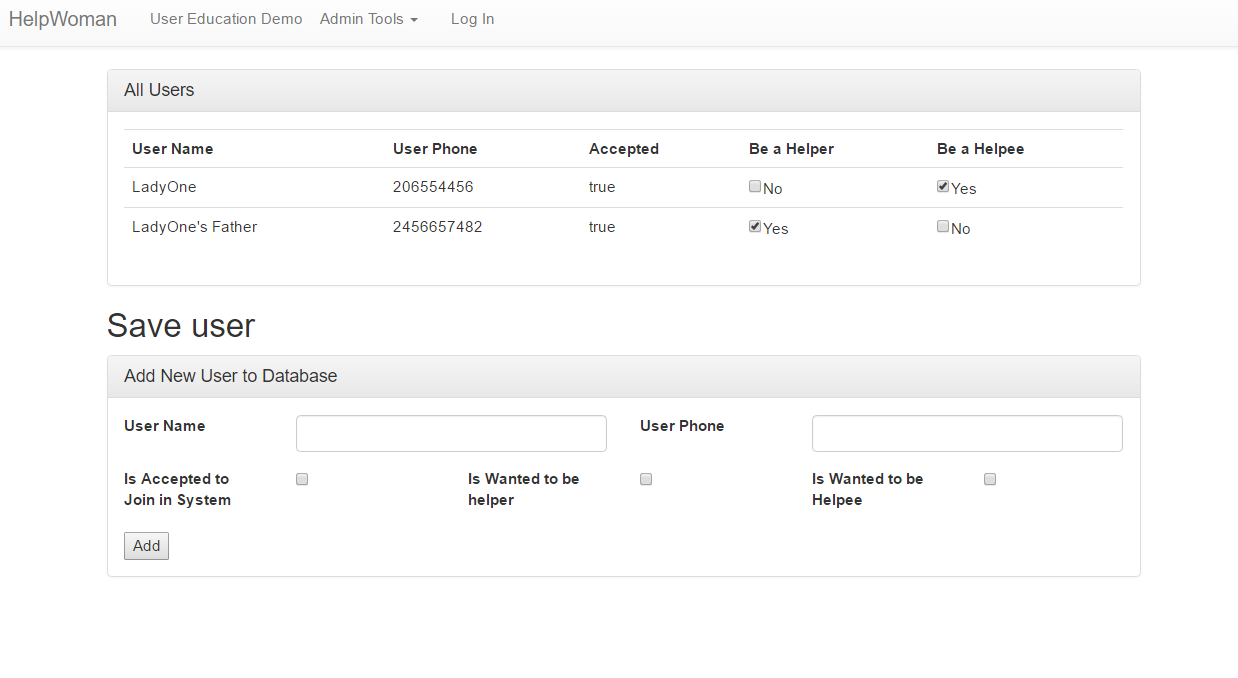 HelpWoman User Education Demo Admin Tools Log In
All Users
User Name User Phone Accepted Be a Helper Be a Helpee
LadyOne 206554456 true No Yes
LadyOne's Father 2456657482 true Yes No
Save user
Add New User to Database
User Name User Phone
Is Accepted to Is Wanted to be Is Wanted to be
Join in System helper Helpee
Add